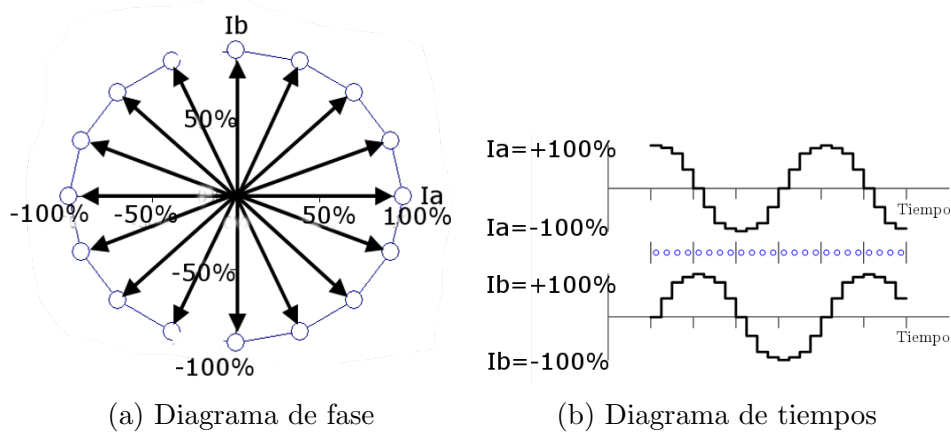 Ib
50%
Ia
-100%
-50%
50%
100%
-50%
-100%
(a) Diagrama de fase
Ia=+100%
Tiempo
Ia=-100%
Ib=+100%
Tiempo
Ib=-100%
(b) Diagrama de tiempos